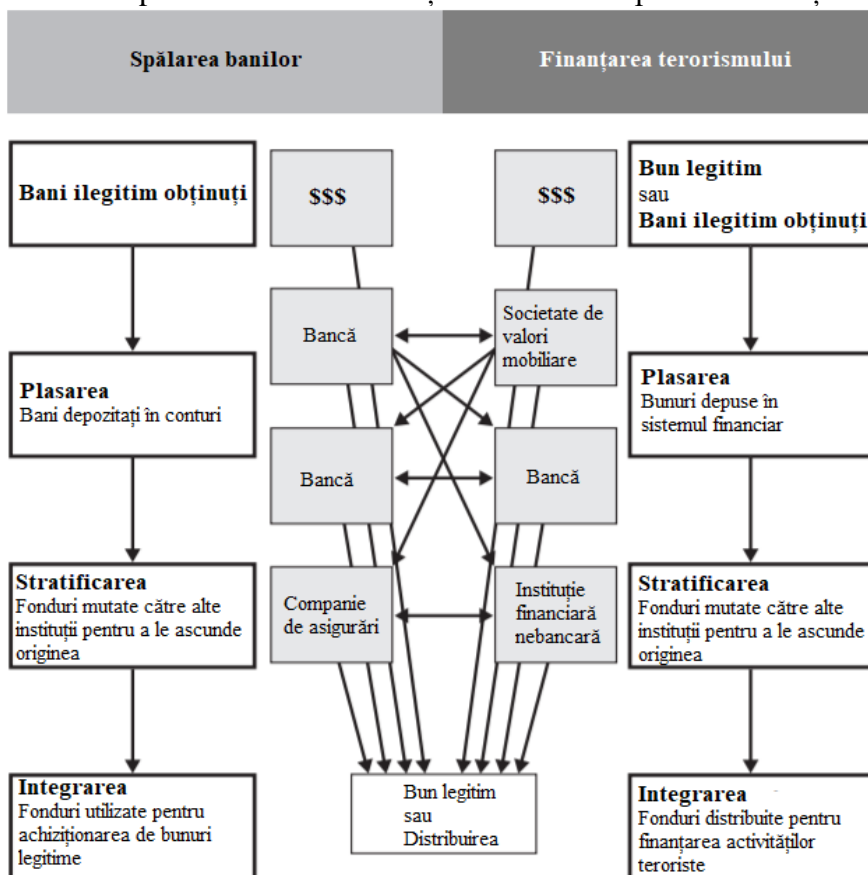 Spălarea banilor
Finanțarea terorismului
Bani ilegitim obținuți
$$$
$$$
Bun legitim
sau
Bani ilegitim obținuți
Bancă
Societate de
valori
mobiliare
Plasarea
Bani depozitați în conturi
Plasarea
Bunuri depuse în
sistemul financiar
Bancă
Bancă
Stratificarea
Fonduri mutate către alte
instituții pentru a le ascunde
originea
Companie
de asigurări
Instituție
financiară
nebancară
Stratificarea
Fonduri mutate către alte
instituții pentru a le ascunde
originea
Integrarea
Fonduri utilizate pentru
achiziționarea de bunuri
legitime
Bun legitim
sau
Distribuirea
Integrarea
Fonduri distribuite pentru
finanțarea activităților
teroriste